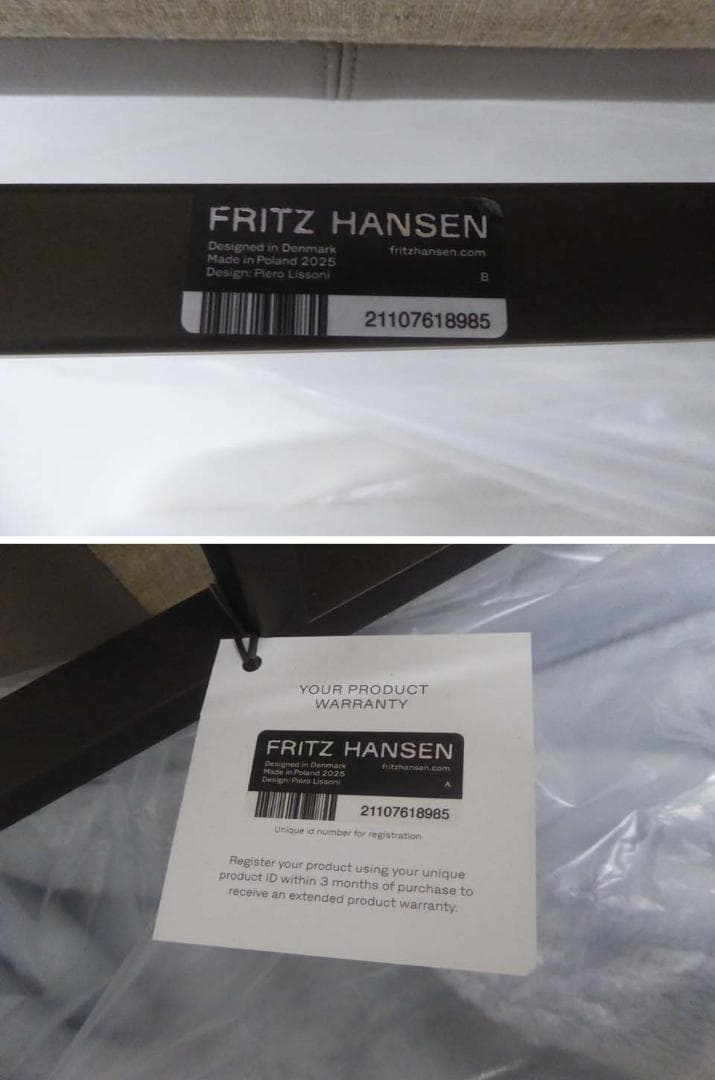 FRITZ HANSEN
Designed in Denmark fritzhansen.com
Made in Poland 2025
Design: Piero Lissoni B
21107618985
YOUR PRODUCT
WARRANTY
FRITZ HANSEN
Designed in Denmark fritzhansen.com
Made in Poland 2025
Design: Piero Lissoni A
21107618985
Unique id number for registration
Register your product using your unique
product ID within 3 months of purchase to
receive an extended product warranty.